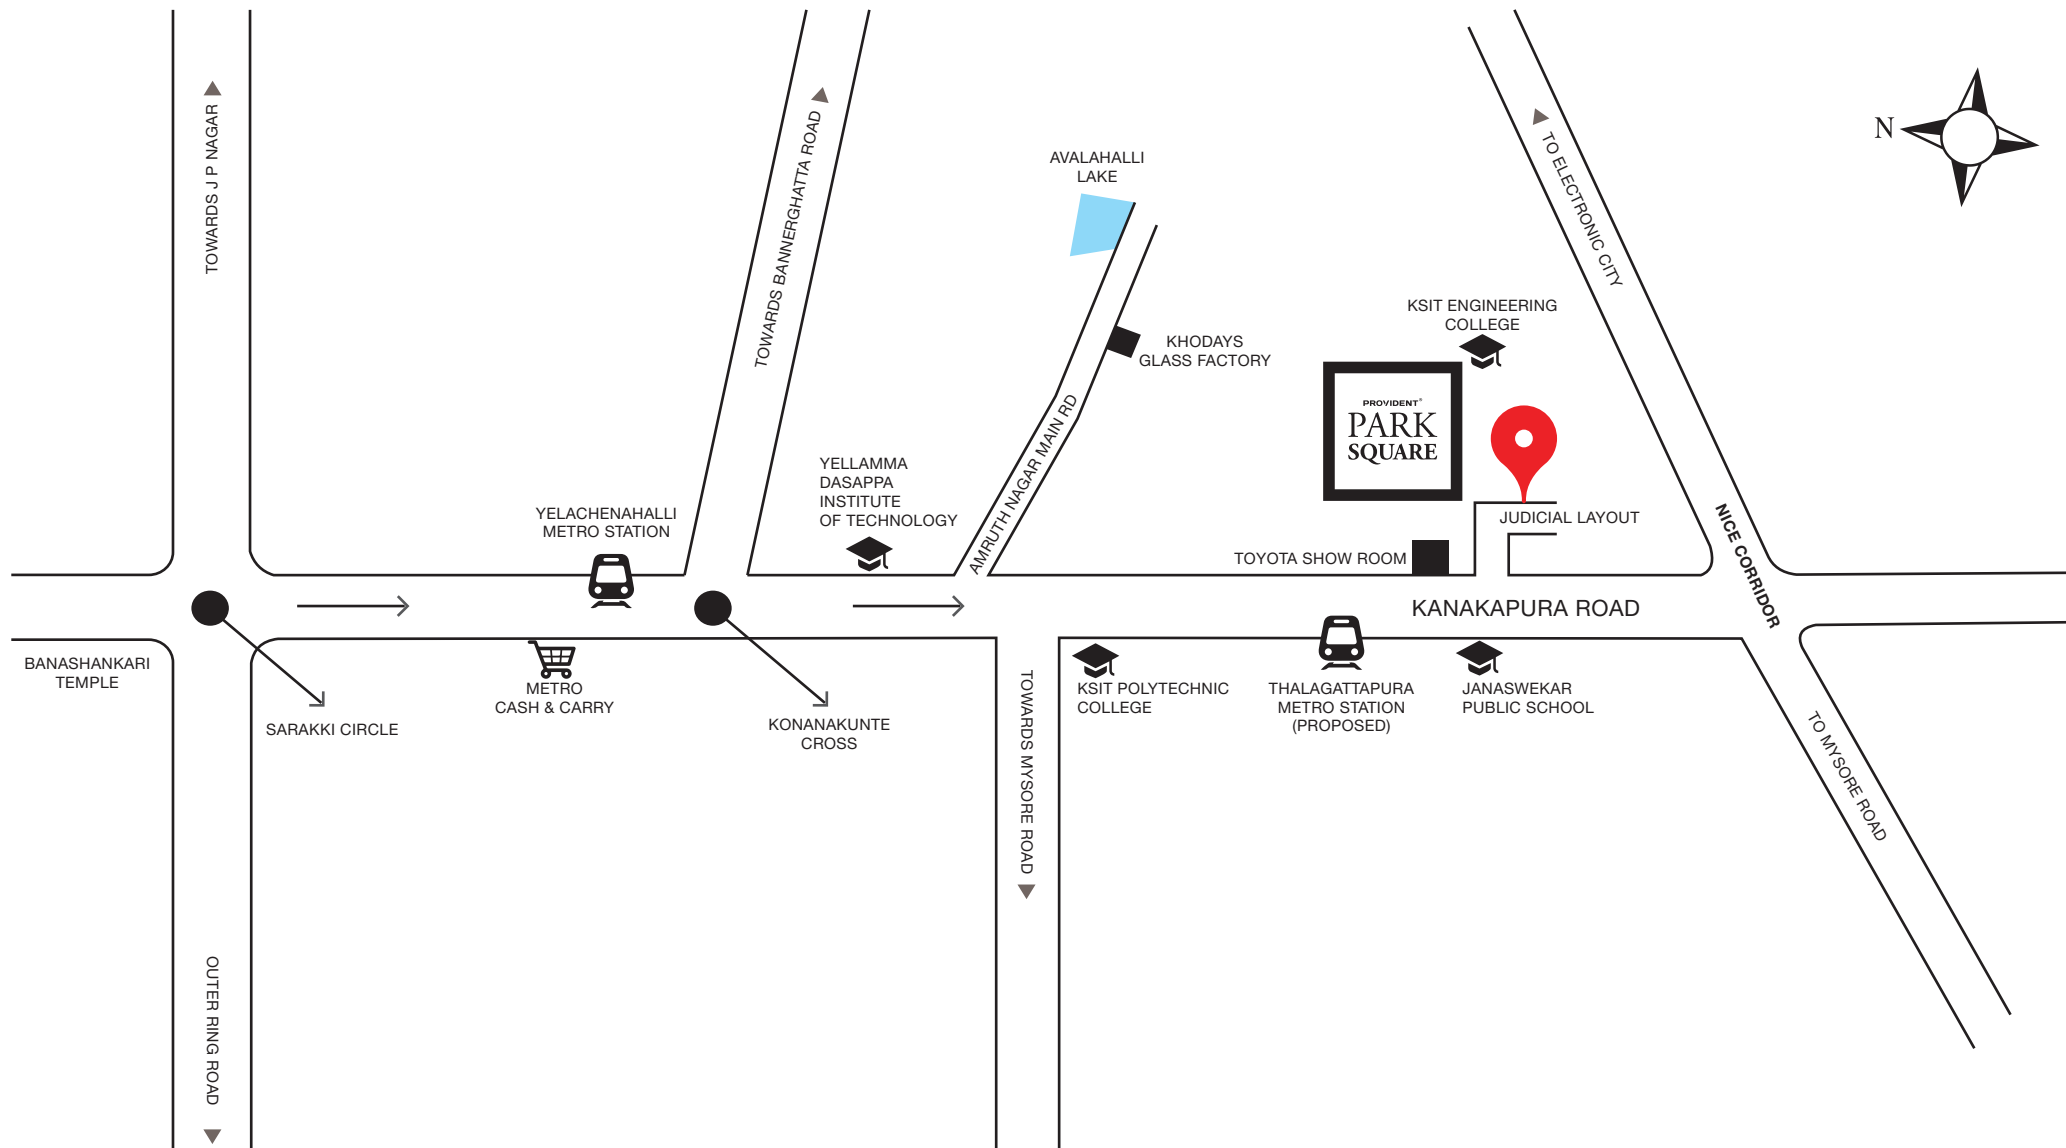 TOWARDS J P NAGAR
TOWARDS BANNERGHATTA ROAD
AVALAHALLI
LAKE
TO ELECTRONIC CITY
N
KHODAYS
GLASS FACTORY
KSIT ENGINEERING
COLLEGE
PROVIDENT®
PARK
SQUARE
AMRUTH NAGAR MAIN RD
YELLAMMA
DASAPPA
INSTITUTE
OF TECHNOLOGY
YELACHENAHALLI
METRO STATION
TOYOTA SHOW ROOM
JUDICIAL LAYOUT
NICE CORRIDOR
KANAKAPURA ROAD
BANASHANKARI
TEMPLE
SARAKKI CIRCLE
METRO
CASH & CARRY
KONANAKUNTE
CROSS
TOWARDS MYSORE ROAD
KSIT POLYTECHNIC
COLLEGE
THALAGATTAPURA
METRO STATION
(PROPOSED)
JANASWEKAR
PUBLIC SCHOOL
TO MYSORE ROAD
OUTER RING ROAD